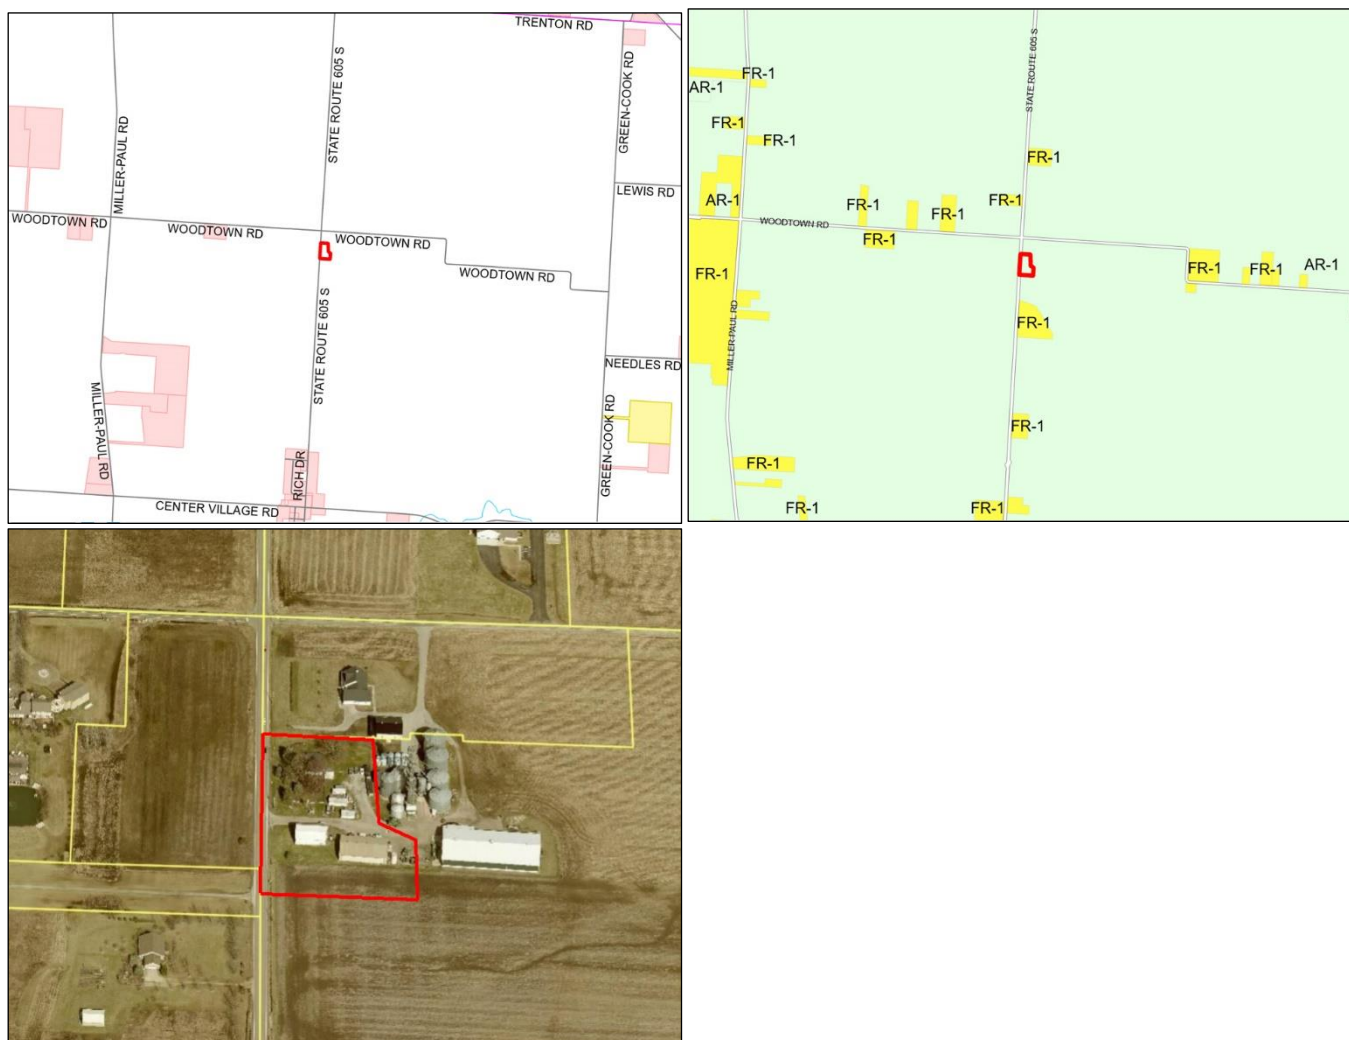 TRENTON RD
STATE ROUTE 605 S
GREEN-COOK RD
MILLER-PAUL RD
LEWIS RD
WOODTOWN RD
WOODTOWN RD
WOODTOWN RD
WOODTOWN RD
STATE ROUTE 605 S
NEEDLES RD
MILLER-PAUL RD
GREEN-COOK RD
RICH DR
CENTER VILLAGE RD
STATE ROUTE 605 S
FR-1
AR-1
FR-1
FR-1
FR-1
AR-1
FR-1
FR-1
FR-1
WOODTOWN RD
FR-1
FR-1
FR-1
FR-1
AR-1
MILLER-PAUL RD
FR-1
FR-1
FR-1
FR-1
FR-1